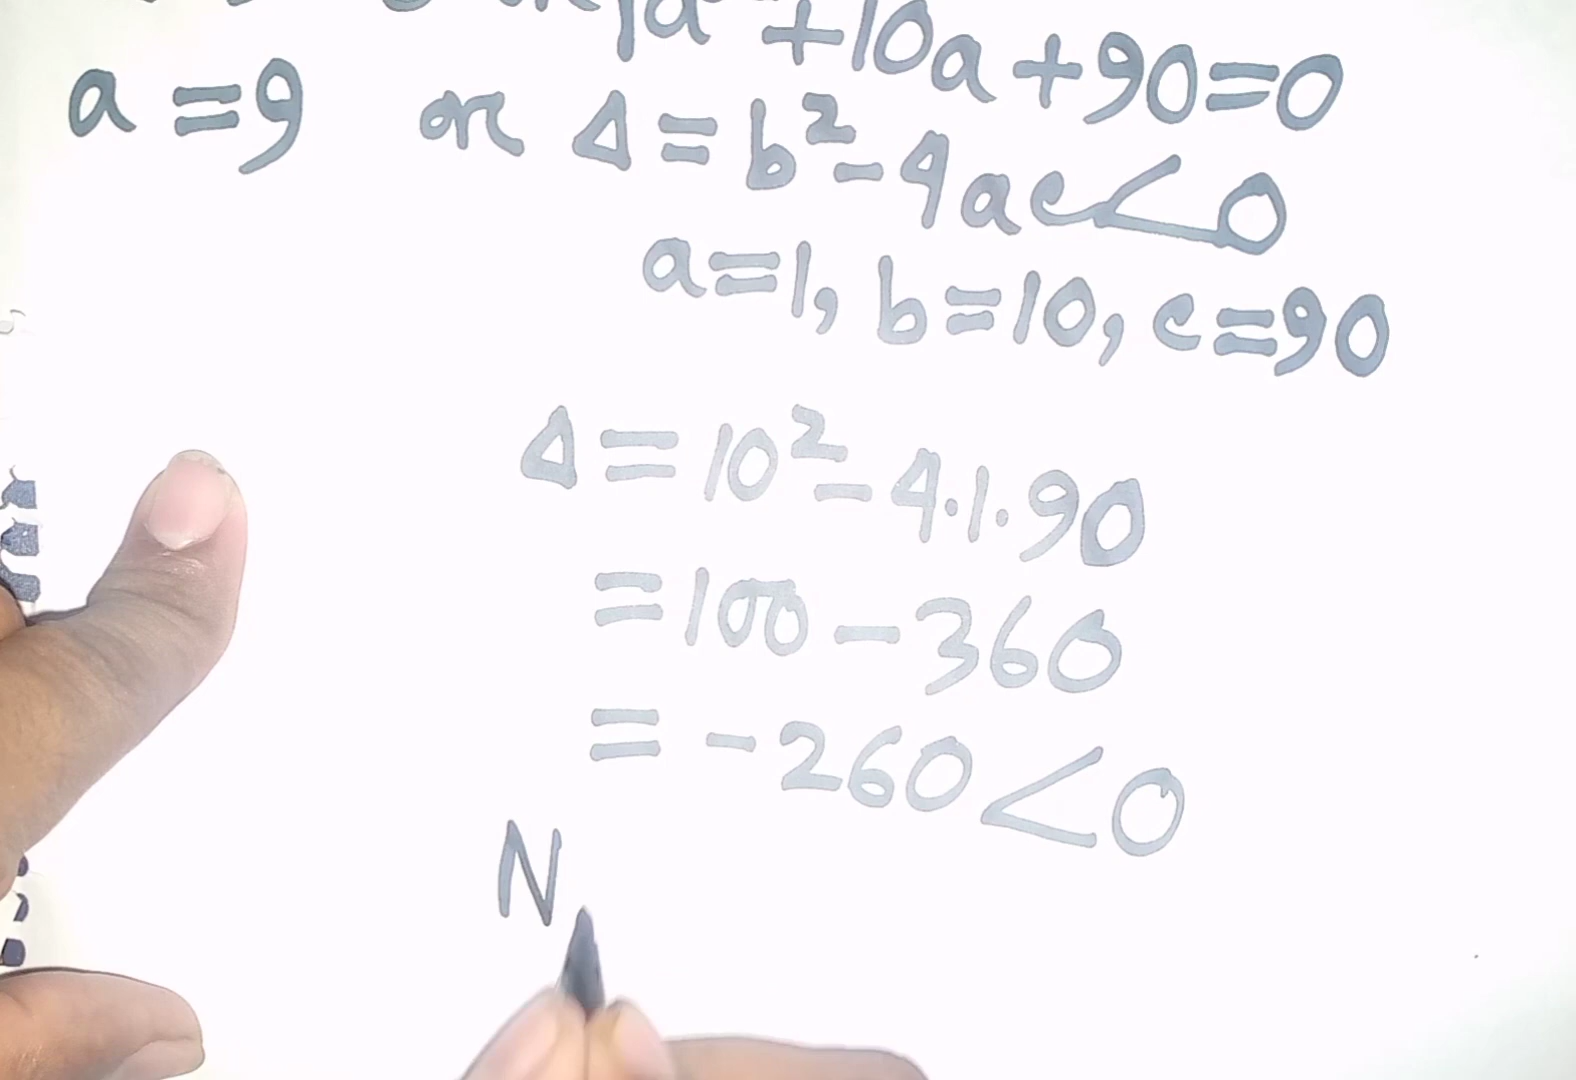 a² +10a +90=0
a = 9 or Δ = b² - 4ac < 0
a=1, b=10, c=90
Δ = 10² - 4.1.90
= 100 - 360
= -260 < 0
N